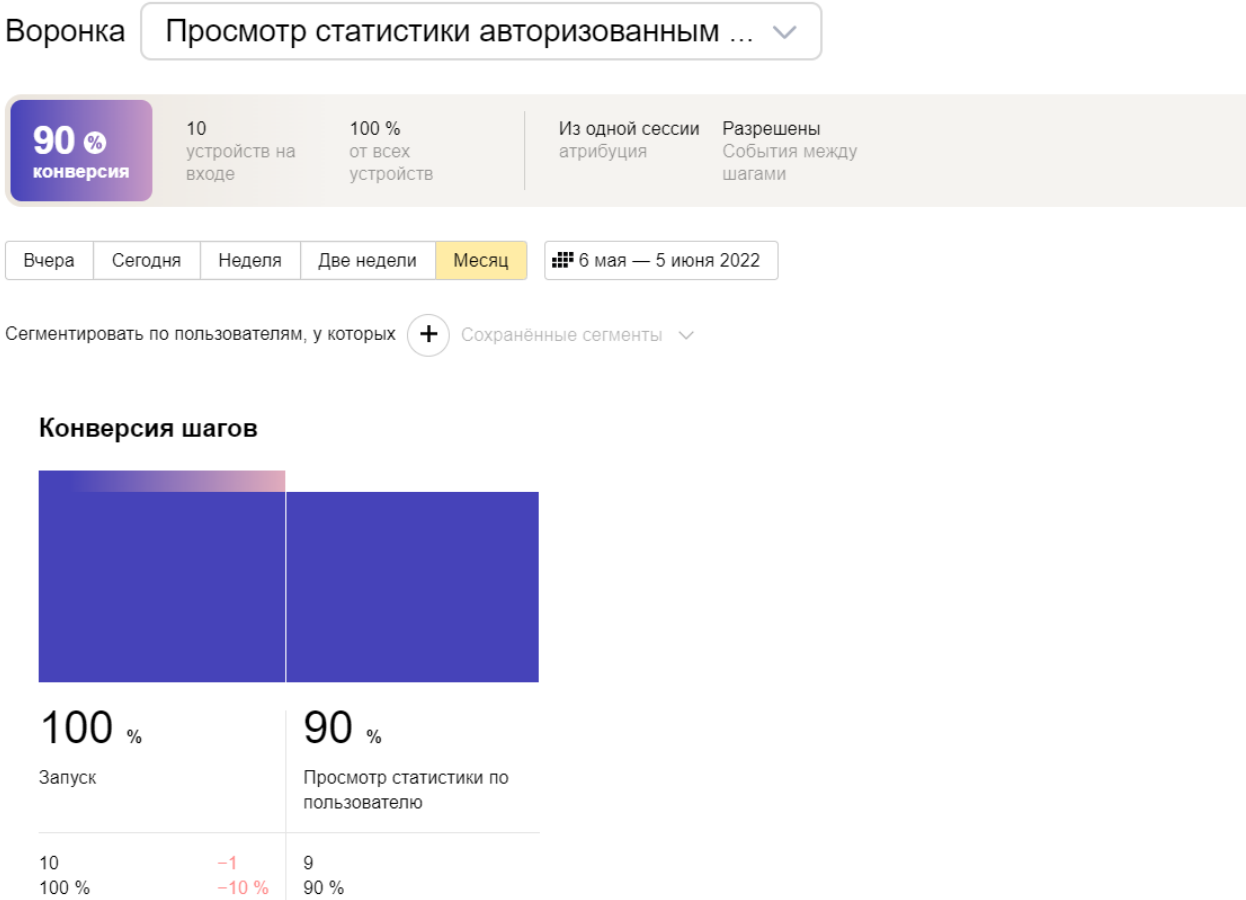 Воронка Просмотр статистики авторизованным ...
90 %
конверсия
10
устройств на
входе
100 %
от всех
устройств
Из одной сессии
атрибуция
Разрешены
События между
шагами
Вчера Сегодня Неделя Две недели Месяц 6 мая — 5 июня 2022
Сегментировать по пользователям, у которых + Сохранённые сегменты
Конверсия шагов
100 %
Запуск
90 %
Просмотр статистики по
пользователю
10 −1
100 % −10 %
9
90 %